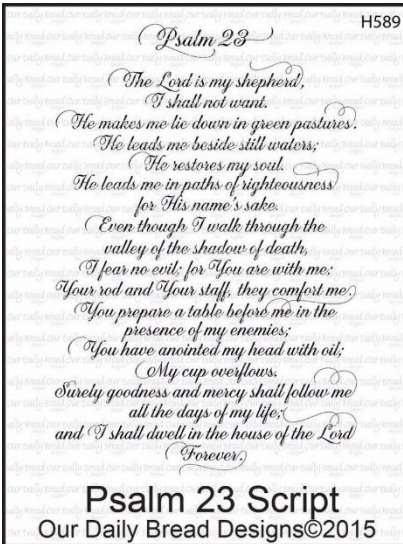 H589
Psalm 23
The Lord is my shepherd,
I shall not want.
He makes me lie down in green pastures.
He leads me beside still waters;
He restores my soul.
He leads me in paths of righteousness
for His name's sake.
Even though I walk through the
valley of the shadow of death,
I fear no evil; for You are with me;
Your rod and Your staff, they comfort me.
You prepare a table before me in the
presence of my enemies;
You have anointed my head with oil;
My cup overflows.
Surely goodness and mercy shall follow me
all the days of my life;
and I shall dwell in the house of the Lord
Forever.
Psalm 23 Script
Our Daily Bread Designs©2015